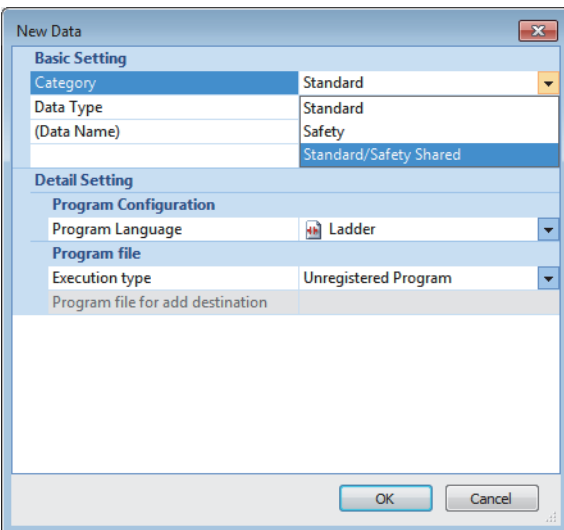 New Data
Basic Setting
Category Standard
Data Type Standard
(Data Name) Safety
Standard/Safety Shared
Detail Setting
Program Configuration
Program Language Ladder
Program file
Execution type Unregistered Program
Program file for add destination
OK Cancel